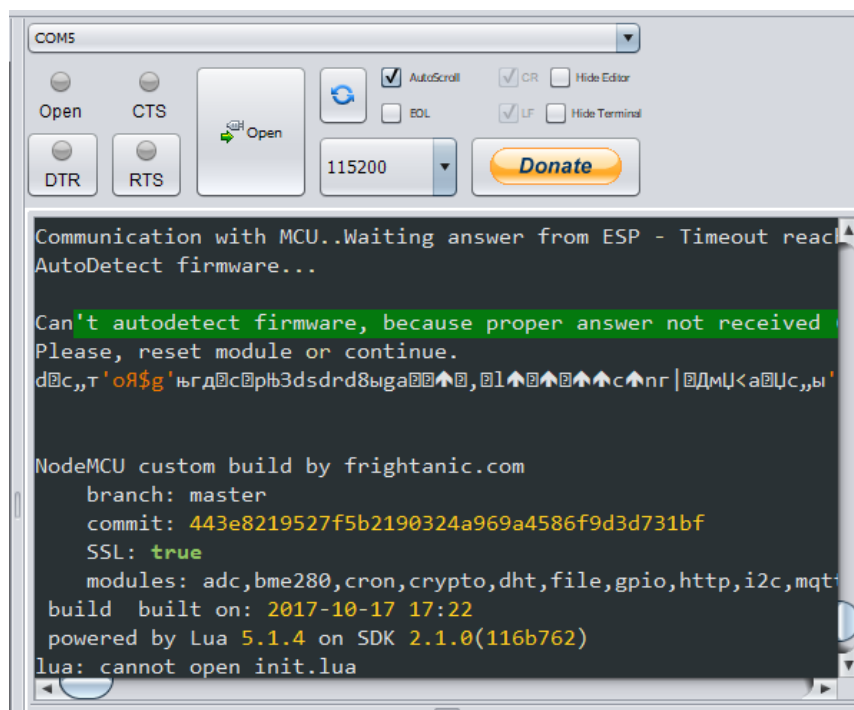 COM5
Open CTS
DTR RTS
Open
AutoScroll
EOL
CR
Hide Editor
LF
Hide Terminal
115200
Donate
Communication with MCU..Waiting answer from ESP - Timeout reac
AutoDetect firmware...
Can't autodetect firmware, because proper answer not received
Please, reset module or continue.
NodeMCU custom build by frightanic.com
branch: master
commit: 443e8219527f5b2190324a969a4586f9d3d731bf
SSL: true
modules: adc,bme280,cron,crypto,dht,file,gpio,http,i2c,mqtt
build built on: 2017-10-17 17:22
powered by Lua 5.1.4 on SDK 2.1.0(116b762)
lua: cannot open init.lua